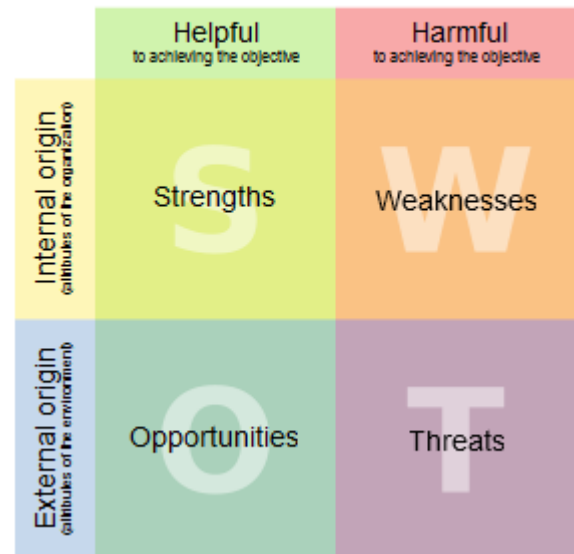 Helpful
to achieving the objective
Harmful
to achieving the objective
Internal origin
(attributes of the organization)
S
Strengths
W
Weaknesses
External origin
(attributes of the environment)
O
Opportunities
T
Threats